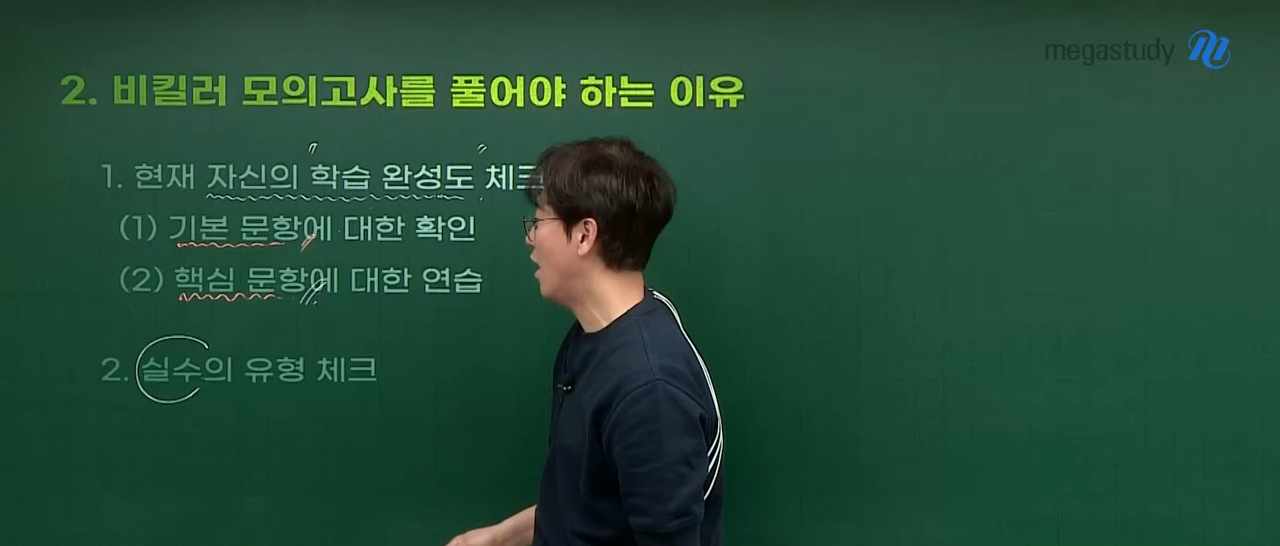 megastudy
2. 비킬러 모의고사를 풀어야 하는 이유
1. 현재 자신의 학습 완성도 체크
(1) 기본 문항에 대한 확인
(2) 핵심 문항에 대한 연습
2. 실수의 유형 체크